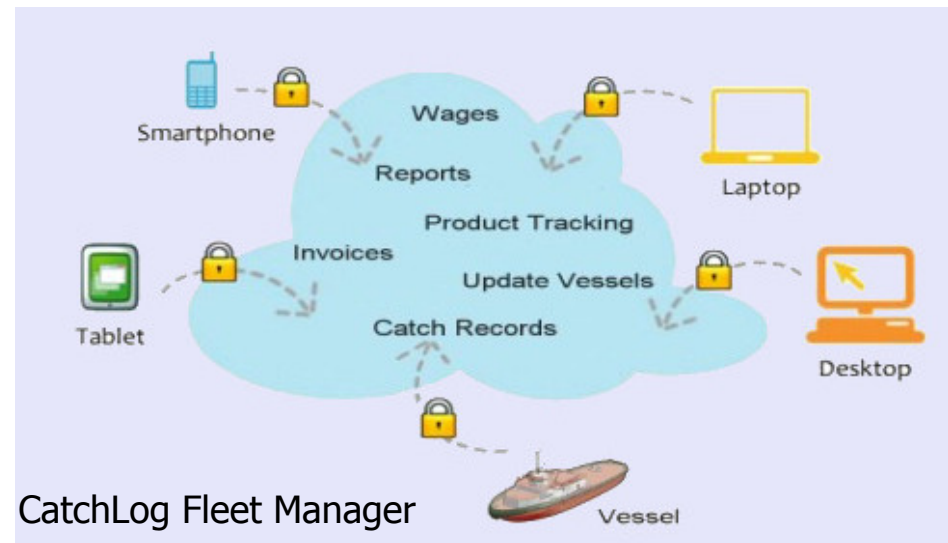 Smartphone
Wages
Reports
Laptop
Product Tracking
Invoices
Update Vessels
Tablet
Catch Records
Desktop
CatchLog Fleet Manager
Vessel